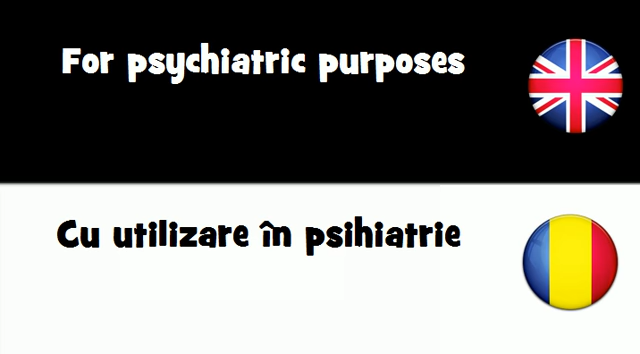 For psychiatric purposes
Cu utilizare în psihiatrie